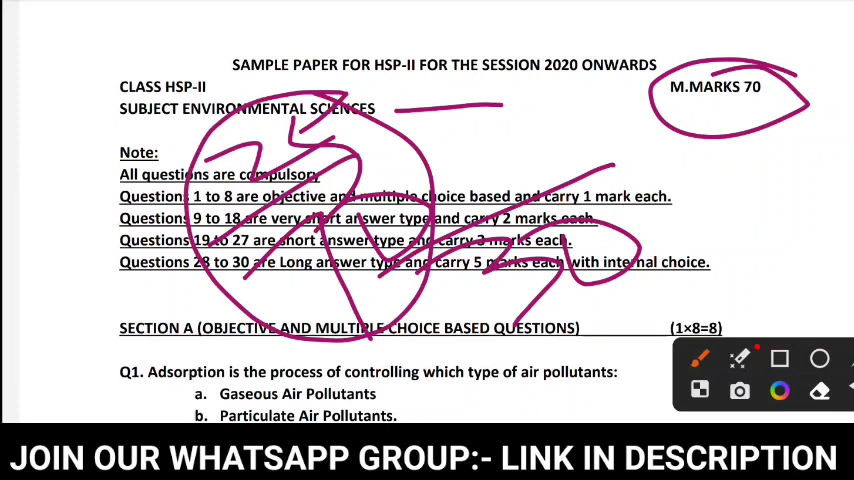 SAMPLE PAPER FOR HSP-II FOR THE SESSION 2020 ONWARDS
CLASS HSP-II M.MARKS 70
SUBJECT ENVIRONMENTAL SCIENCES
Note:
All questions are compulsory
Questions 1 to 8 are objective and multiple choice based and carry 1 mark each.
Questions 9 to 18 are very short answer type and carry 2 marks each.
Questions 19 to 27 are short answer type and carry 3 marks each.
Questions 28 to 30 are Long answer type and carry 5 marks each with internal choice.
SECTION A (OBJECTIVE AND MULTIPLE CHOICE BASED QUESTIONS) (1×8=8)
Q1. Adsorption is the process of controlling which type of air pollutants:
a. Gaseous Air Pollutants
b. Particulate Air Pollutants.
JOIN OUR WHATSAPP GROUP:- LINK IN DESCRIPTION